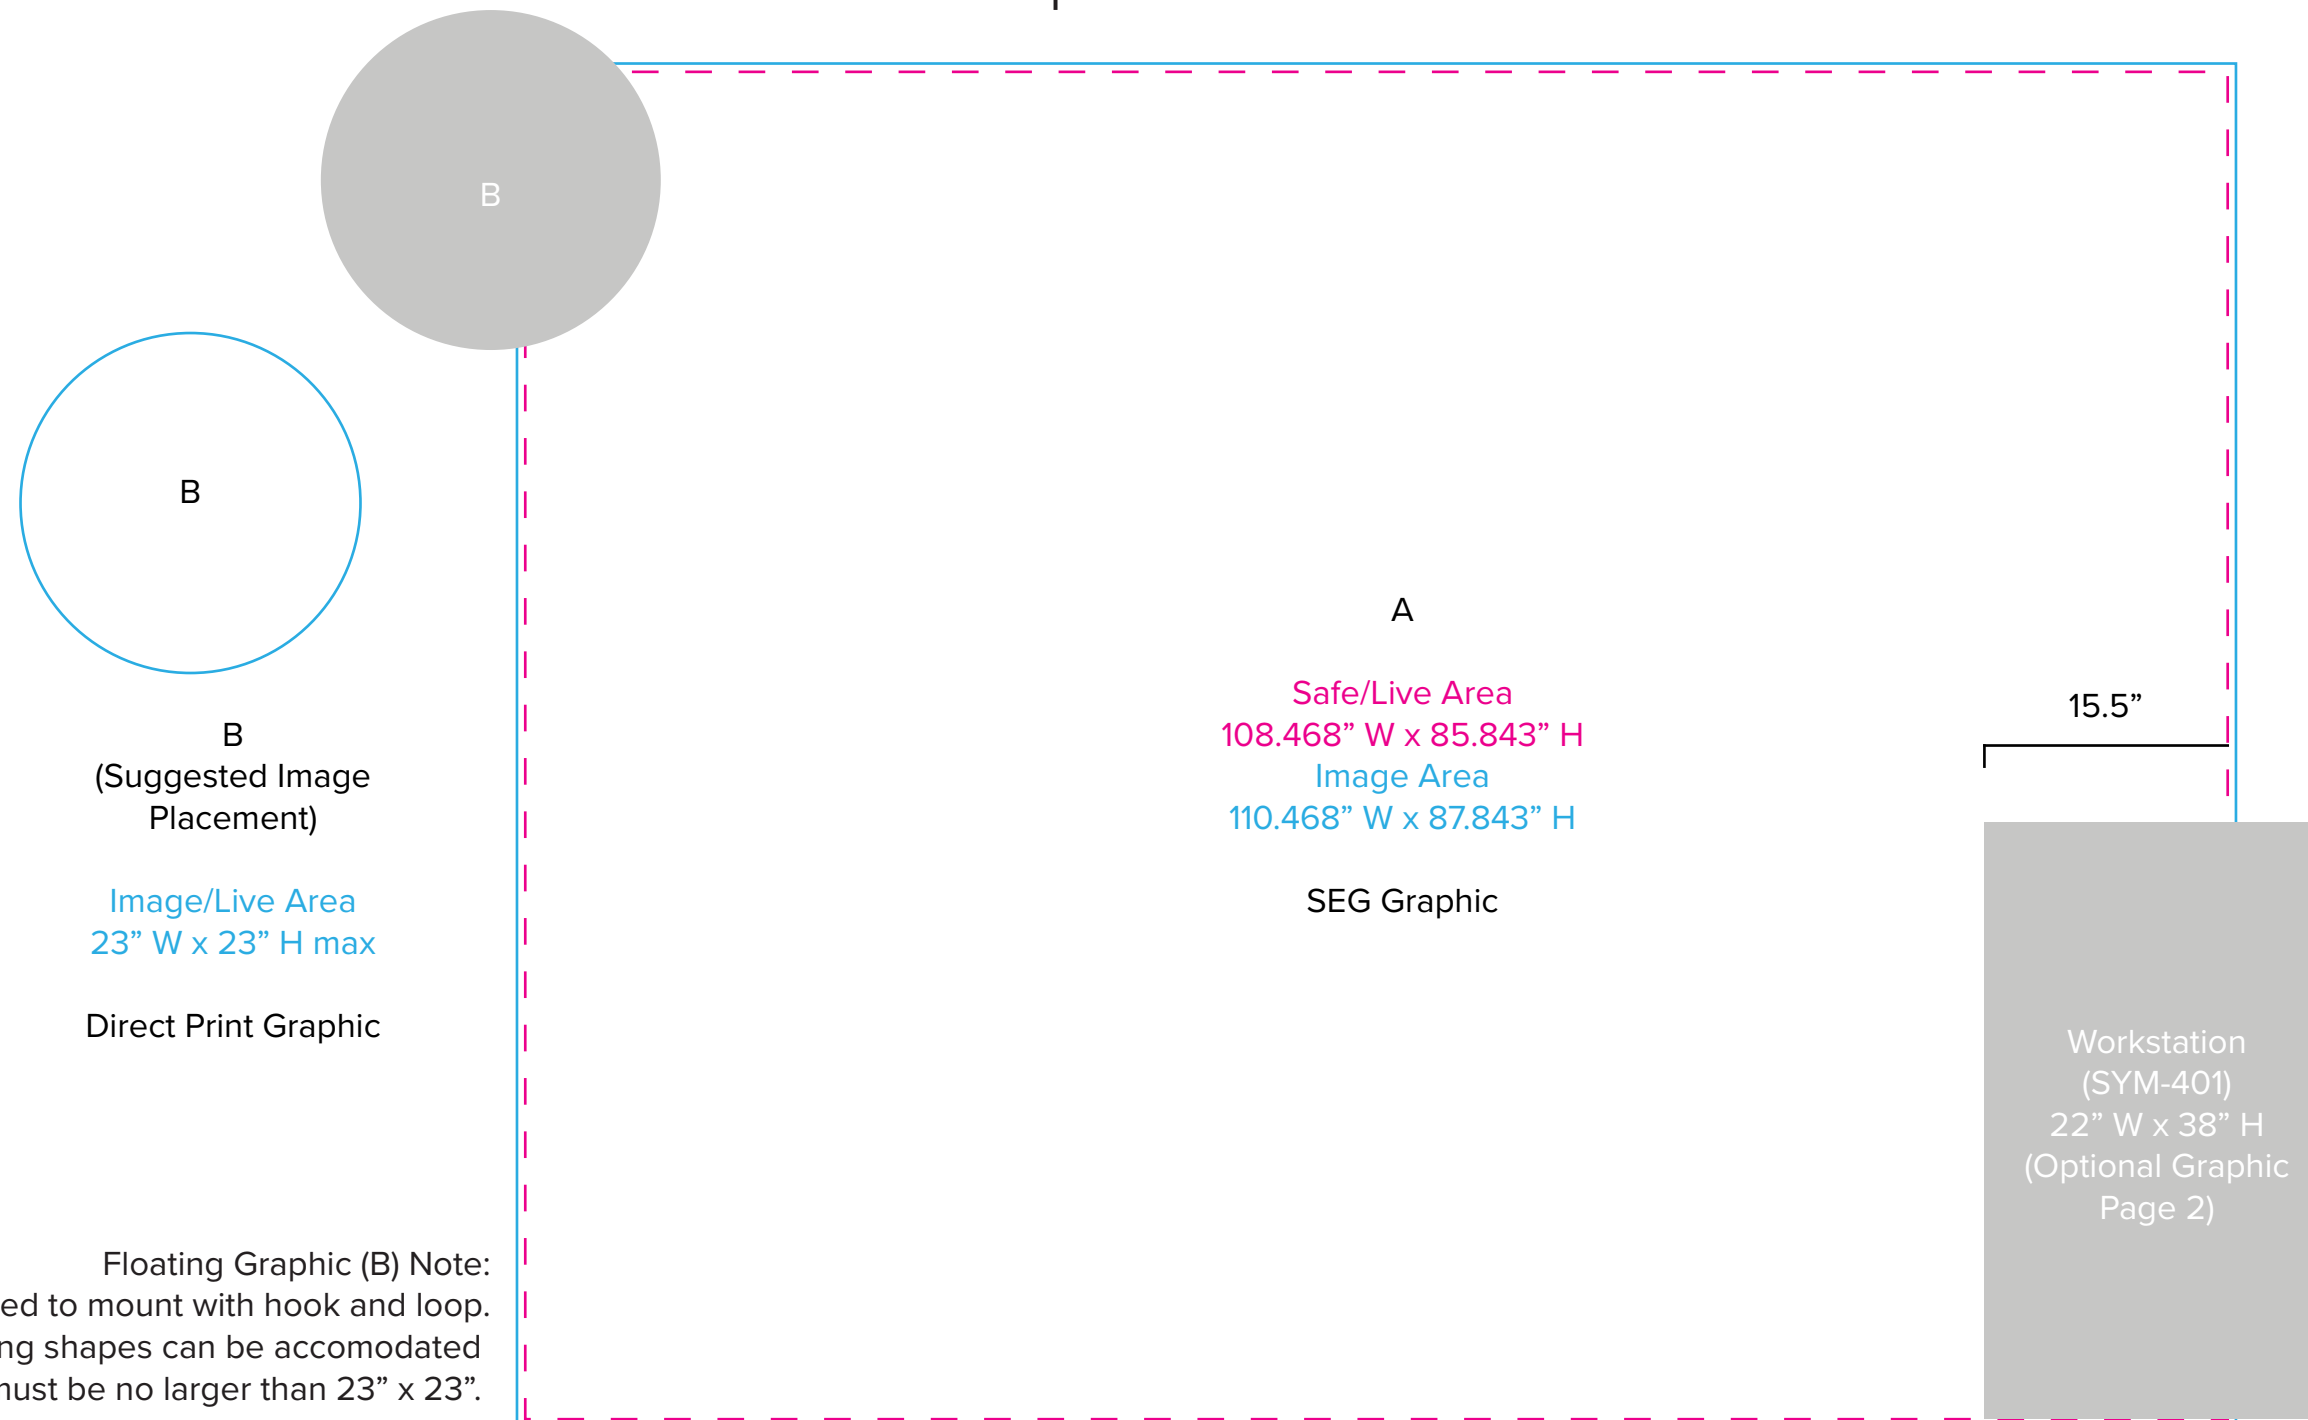 B
B
B
(Suggested Image
Placement)
Image/Live Area
23” W x 23” H max
Direct Print Graphic
A
Safe/Live Area
108.468” W x 85.843” H
Image Area
110.468” W x 87.843” H
SEG Graphic
15.5”
Workstation
(SYM-401)
22” W x 38” H
(Optional Graphic
Page 2)
Floating Graphic (B) Note:
to mount with hook and loop.
shapes can be accomodated
must be no larger than 23” x 23”.